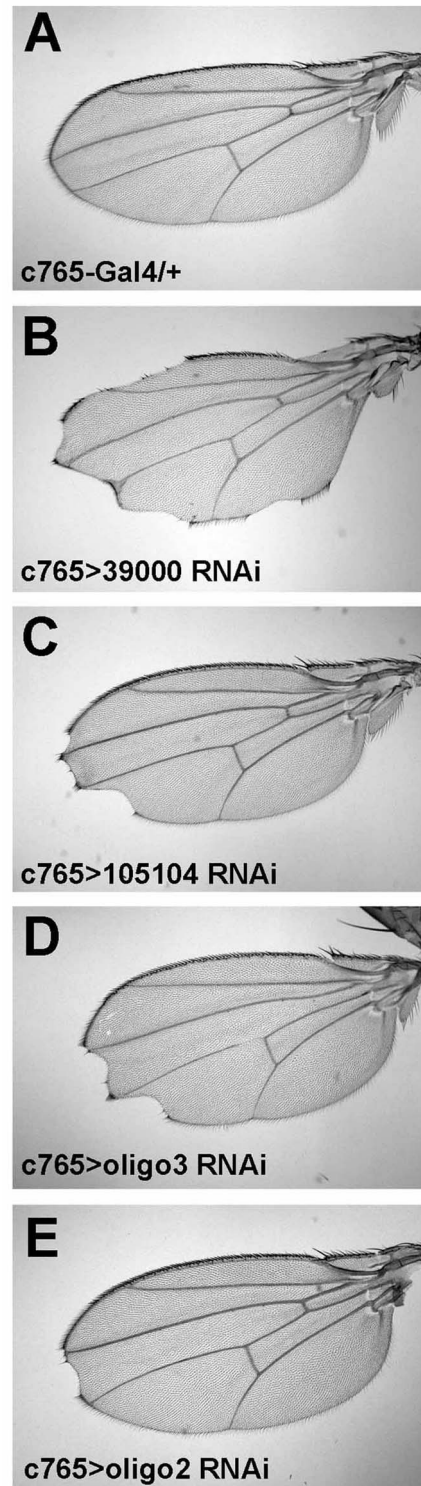 A
c765-Gal4/+
B
c765>39000 RNAi
C
c765>105104 RNAi
D
c765>oligo3 RNAi
E
c765>oligo2 RNAi